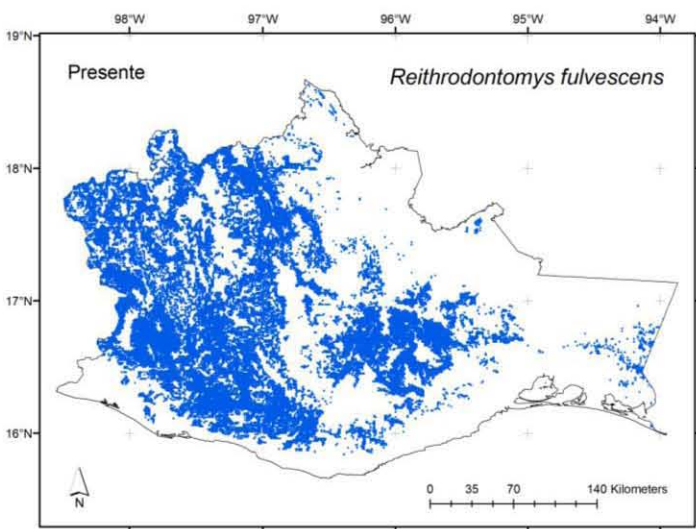 98°W 97°W 96°W 95°W 94°W
19°N
Presente Reithrodontomys fulvescens
18°N
17°N
16°N
0 35 70 140 Kilometers
N